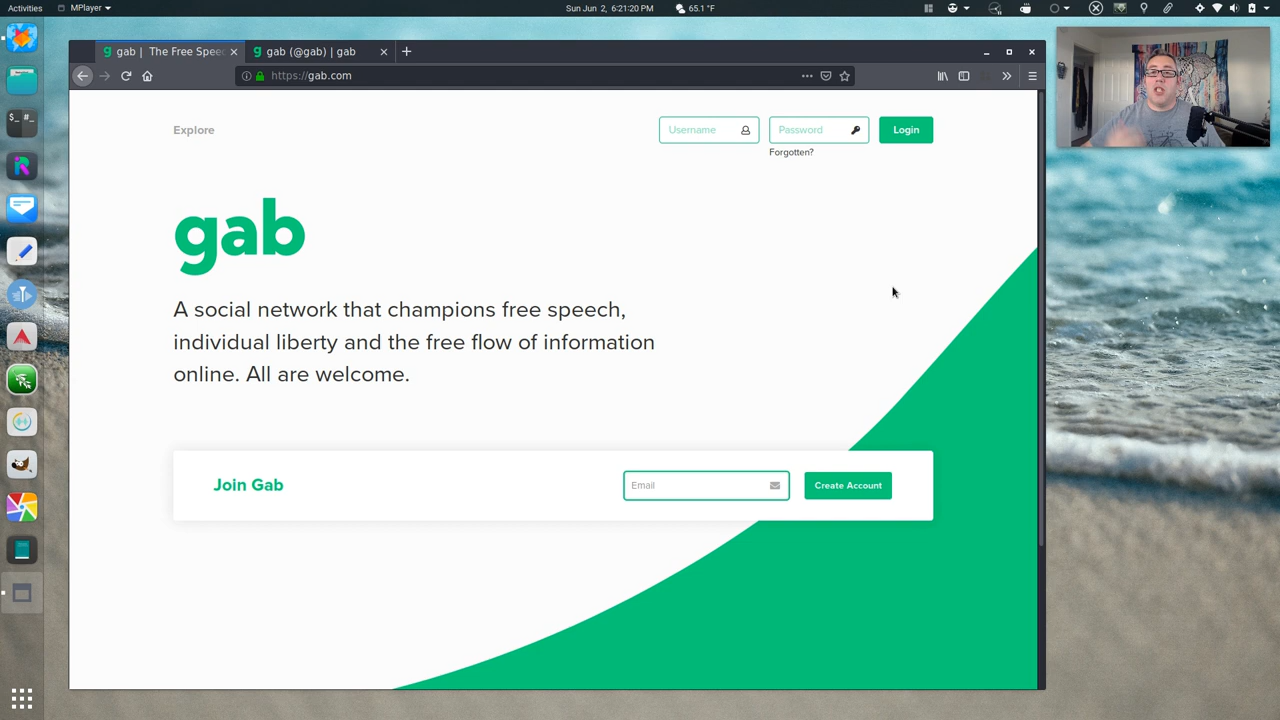 Activities
MPlayer
Sun Jun 2, 6:21:20 PM
65.1 °F
gab | The Free Spee
gab (@gab) | gab
https://gab.com
Explore
Username
Password
Login
Forgotten?
gab
A social network that champions free speech,
individual liberty and the free flow of information
online. All are welcome.
Join Gab
Email
Create Account